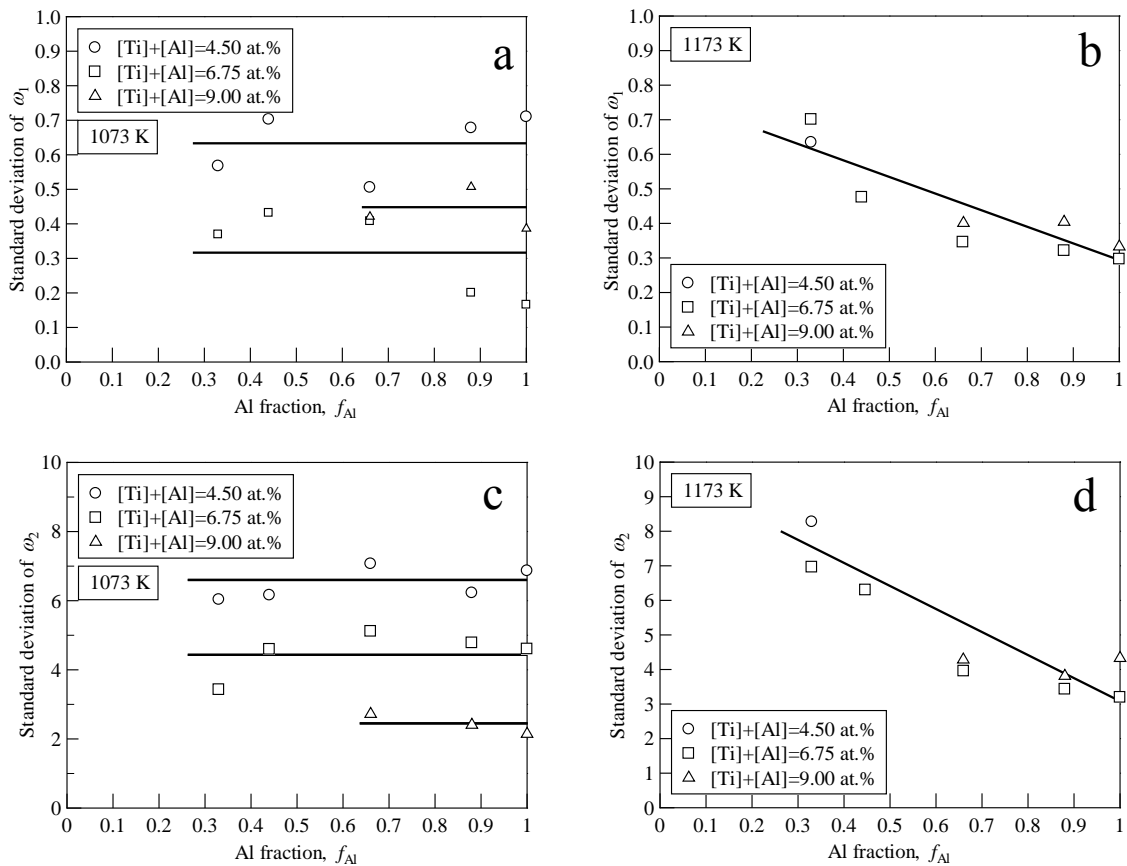 a
[Ti]+[Al]=4.50 at.%
[Ti]+[Al]=6.75 at.%
[Ti]+[Al]=9.00 at.%
1073 K
Standard deviation of ω1
1.0
0.9
0.8
0.7
0.6
0.5
0.4
0.3
0.2
0.1
0.0
0 0.1 0.2 0.3 0.4 0.5 0.6 0.7 0.8 0.9 1
Al fraction, fAl
b
1173 K
Standard deviation of ω1
1.0
0.9
0.8
0.7
0.6
0.5
0.4
0.3
0.2
0.1
0.0
[Ti]+[Al]=4.50 at.%
[Ti]+[Al]=6.75 at.%
[Ti]+[Al]=9.00 at.%
0 0.1 0.2 0.3 0.4 0.5 0.6 0.7 0.8 0.9 1
Al fraction, fAl
c
[Ti]+[Al]=4.50 at.%
[Ti]+[Al]=6.75 at.%
[Ti]+[Al]=9.00 at.%
1073 K
Standard deviation of ω2
10
8
6
4
2
0
0 0.1 0.2 0.3 0.4 0.5 0.6 0.7 0.8 0.9 1
Al fraction, fAl
d
1173 K
Standard deviation of ω2
10
9
8
7
6
5
4
3
2
1
0
[Ti]+[Al]=4.50 at.%
[Ti]+[Al]=6.75 at.%
[Ti]+[Al]=9.00 at.%
0 0.1 0.2 0.3 0.4 0.5 0.6 0.7 0.8 0.9 1
Al fraction, fAl